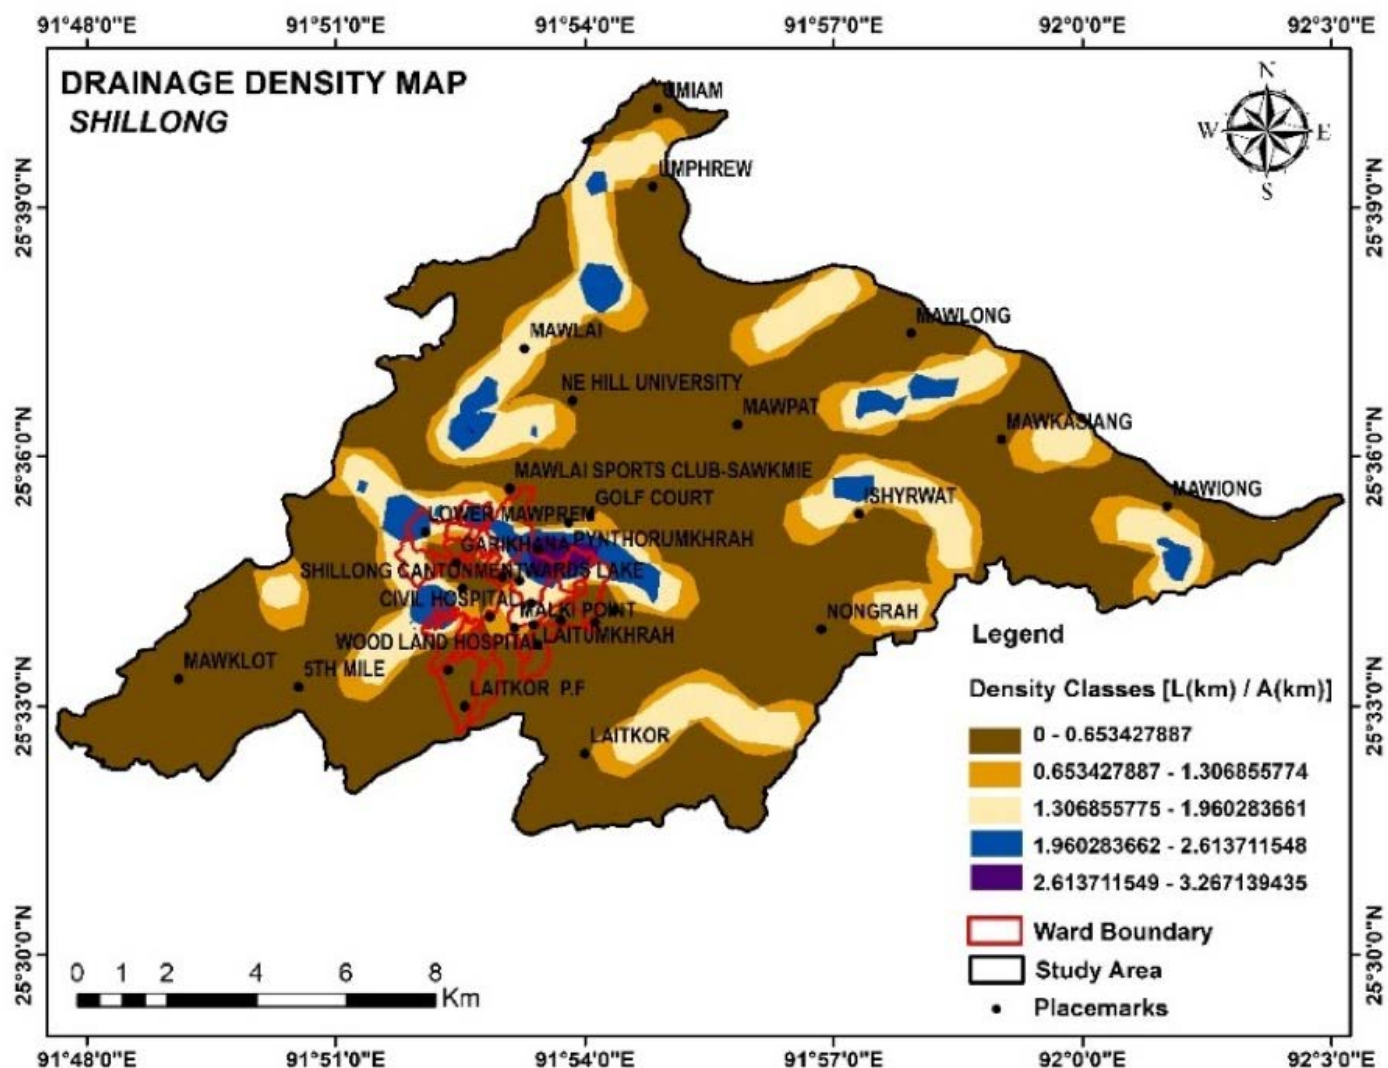 91°48'0"E 91°51'0"E 91°54'0"E 91°57'0"E 92°0'0"E 92°3'0"E
DRAINAGE DENSITY MAP
SHILLONG
N
W E
S
UMIAM
UMPHREW
25°39'0"N 25°39'0"N
MAWLONG
MAWLAI
NE HILL UNIVERSITY
MAWPAT
MAWKASIANG
25°36'0"N 25°36'0"N
MAWLAI SPORTS CLUB-SAWKMIE
MAWIONG
GOLF COURT
ISHYRWAT
LOWER MAWPREM
GARIKHANA PYNTHORUMKHRAH
SHILLONG CANTONMENT WARDS LAKE
CIVIL HOSPITAL
MALKI POINT
NONGRAH
WOOD LAND HOSPITAL LAITUMKHRAH
MAWKLOT
5TH MILE
LAITKOR P.F
25°33'0"N 25°33'0"N
LAITKOR
Legend
Density Classes [L(km) / A(km)]
0 - 0.653427887
0.653427887 - 1.306855774
1.306855775 - 1.960283661
1.960283662 - 2.613711548
2.613711549 - 3.267139435
Ward Boundary
Study Area
Placemarks
25°30'0"N 25°30'0"N
0 1 2 4 6 8
Km
91°48'0"E 91°51'0"E 91°54'0"E 91°57'0"E 92°0'0"E 92°3'0"E